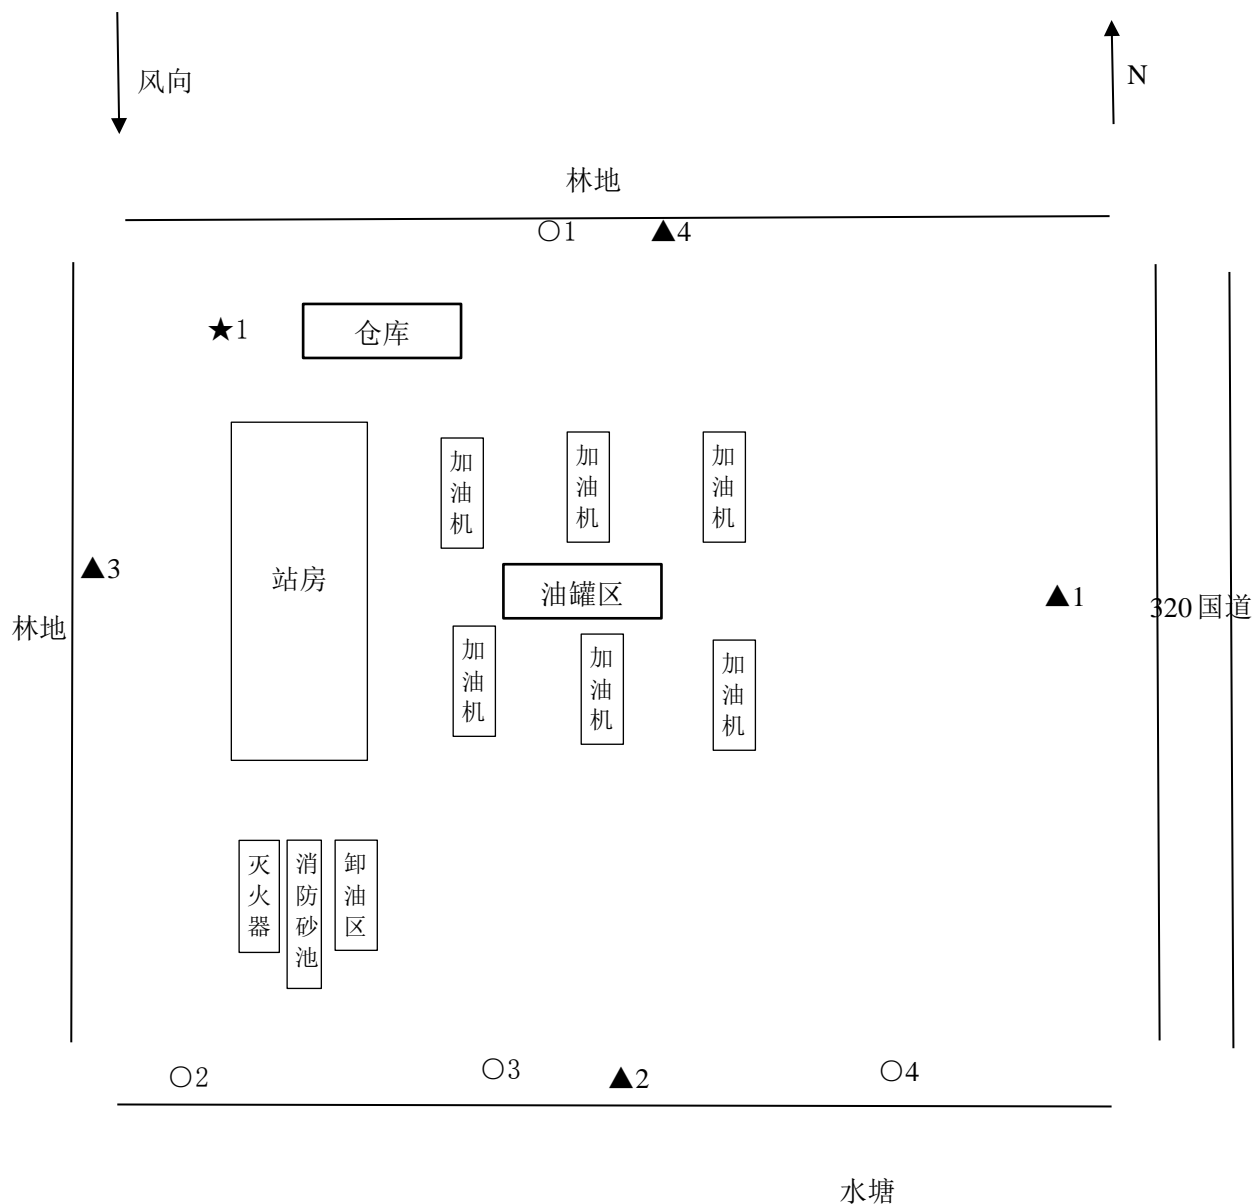 风向
N
林地
○1
▲4
★1
仓库
加油机
加油机
加油机
▲3
站房
油罐区
▲1
320国道
林地
加油机
加油机
加油机
灭火器
消防砂池
卸油区
○2
○3
▲2
○4
水塘